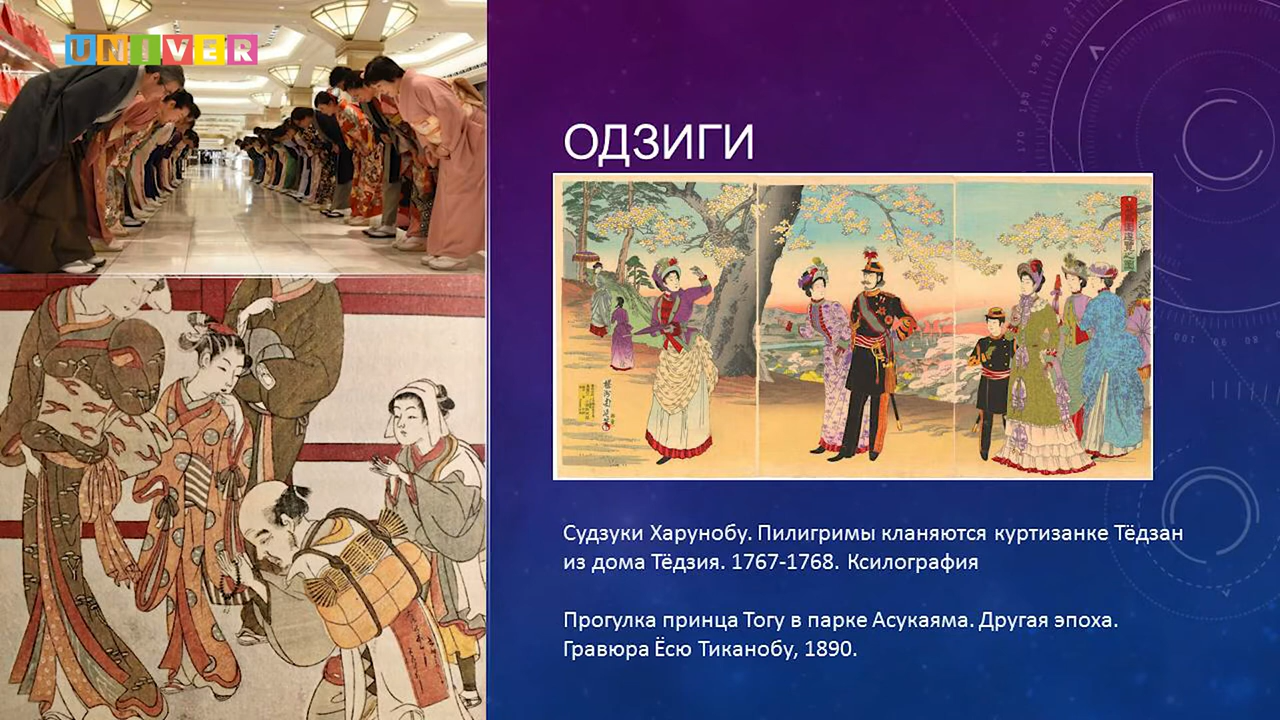 UNIVER
ОДЗИГИ
Судзуки Харунобу. Пилигримы кланяются куртизанке Тёдзан
из дома Тёдзия. 1767-1768. Ксилография
Прогулка принца Тогу в парке Асукаяма. Другая эпоха.
Гравюра Ёсю Тиканобу, 1890.